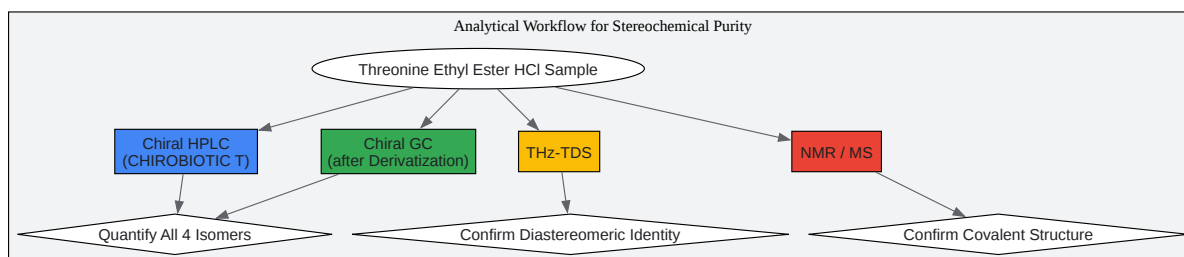 Analytical Workflow for Stereochemical Purity
Threonine Ethyl Ester HCl Sample
Chiral HPLC
(CHIROBIOTIC T)
Chiral GC
(after Derivatization)
THz-TDS
NMR / MS
Quantify All 4 Isomers
Confirm Diastereomeric Identity
Confirm Covalent Structure